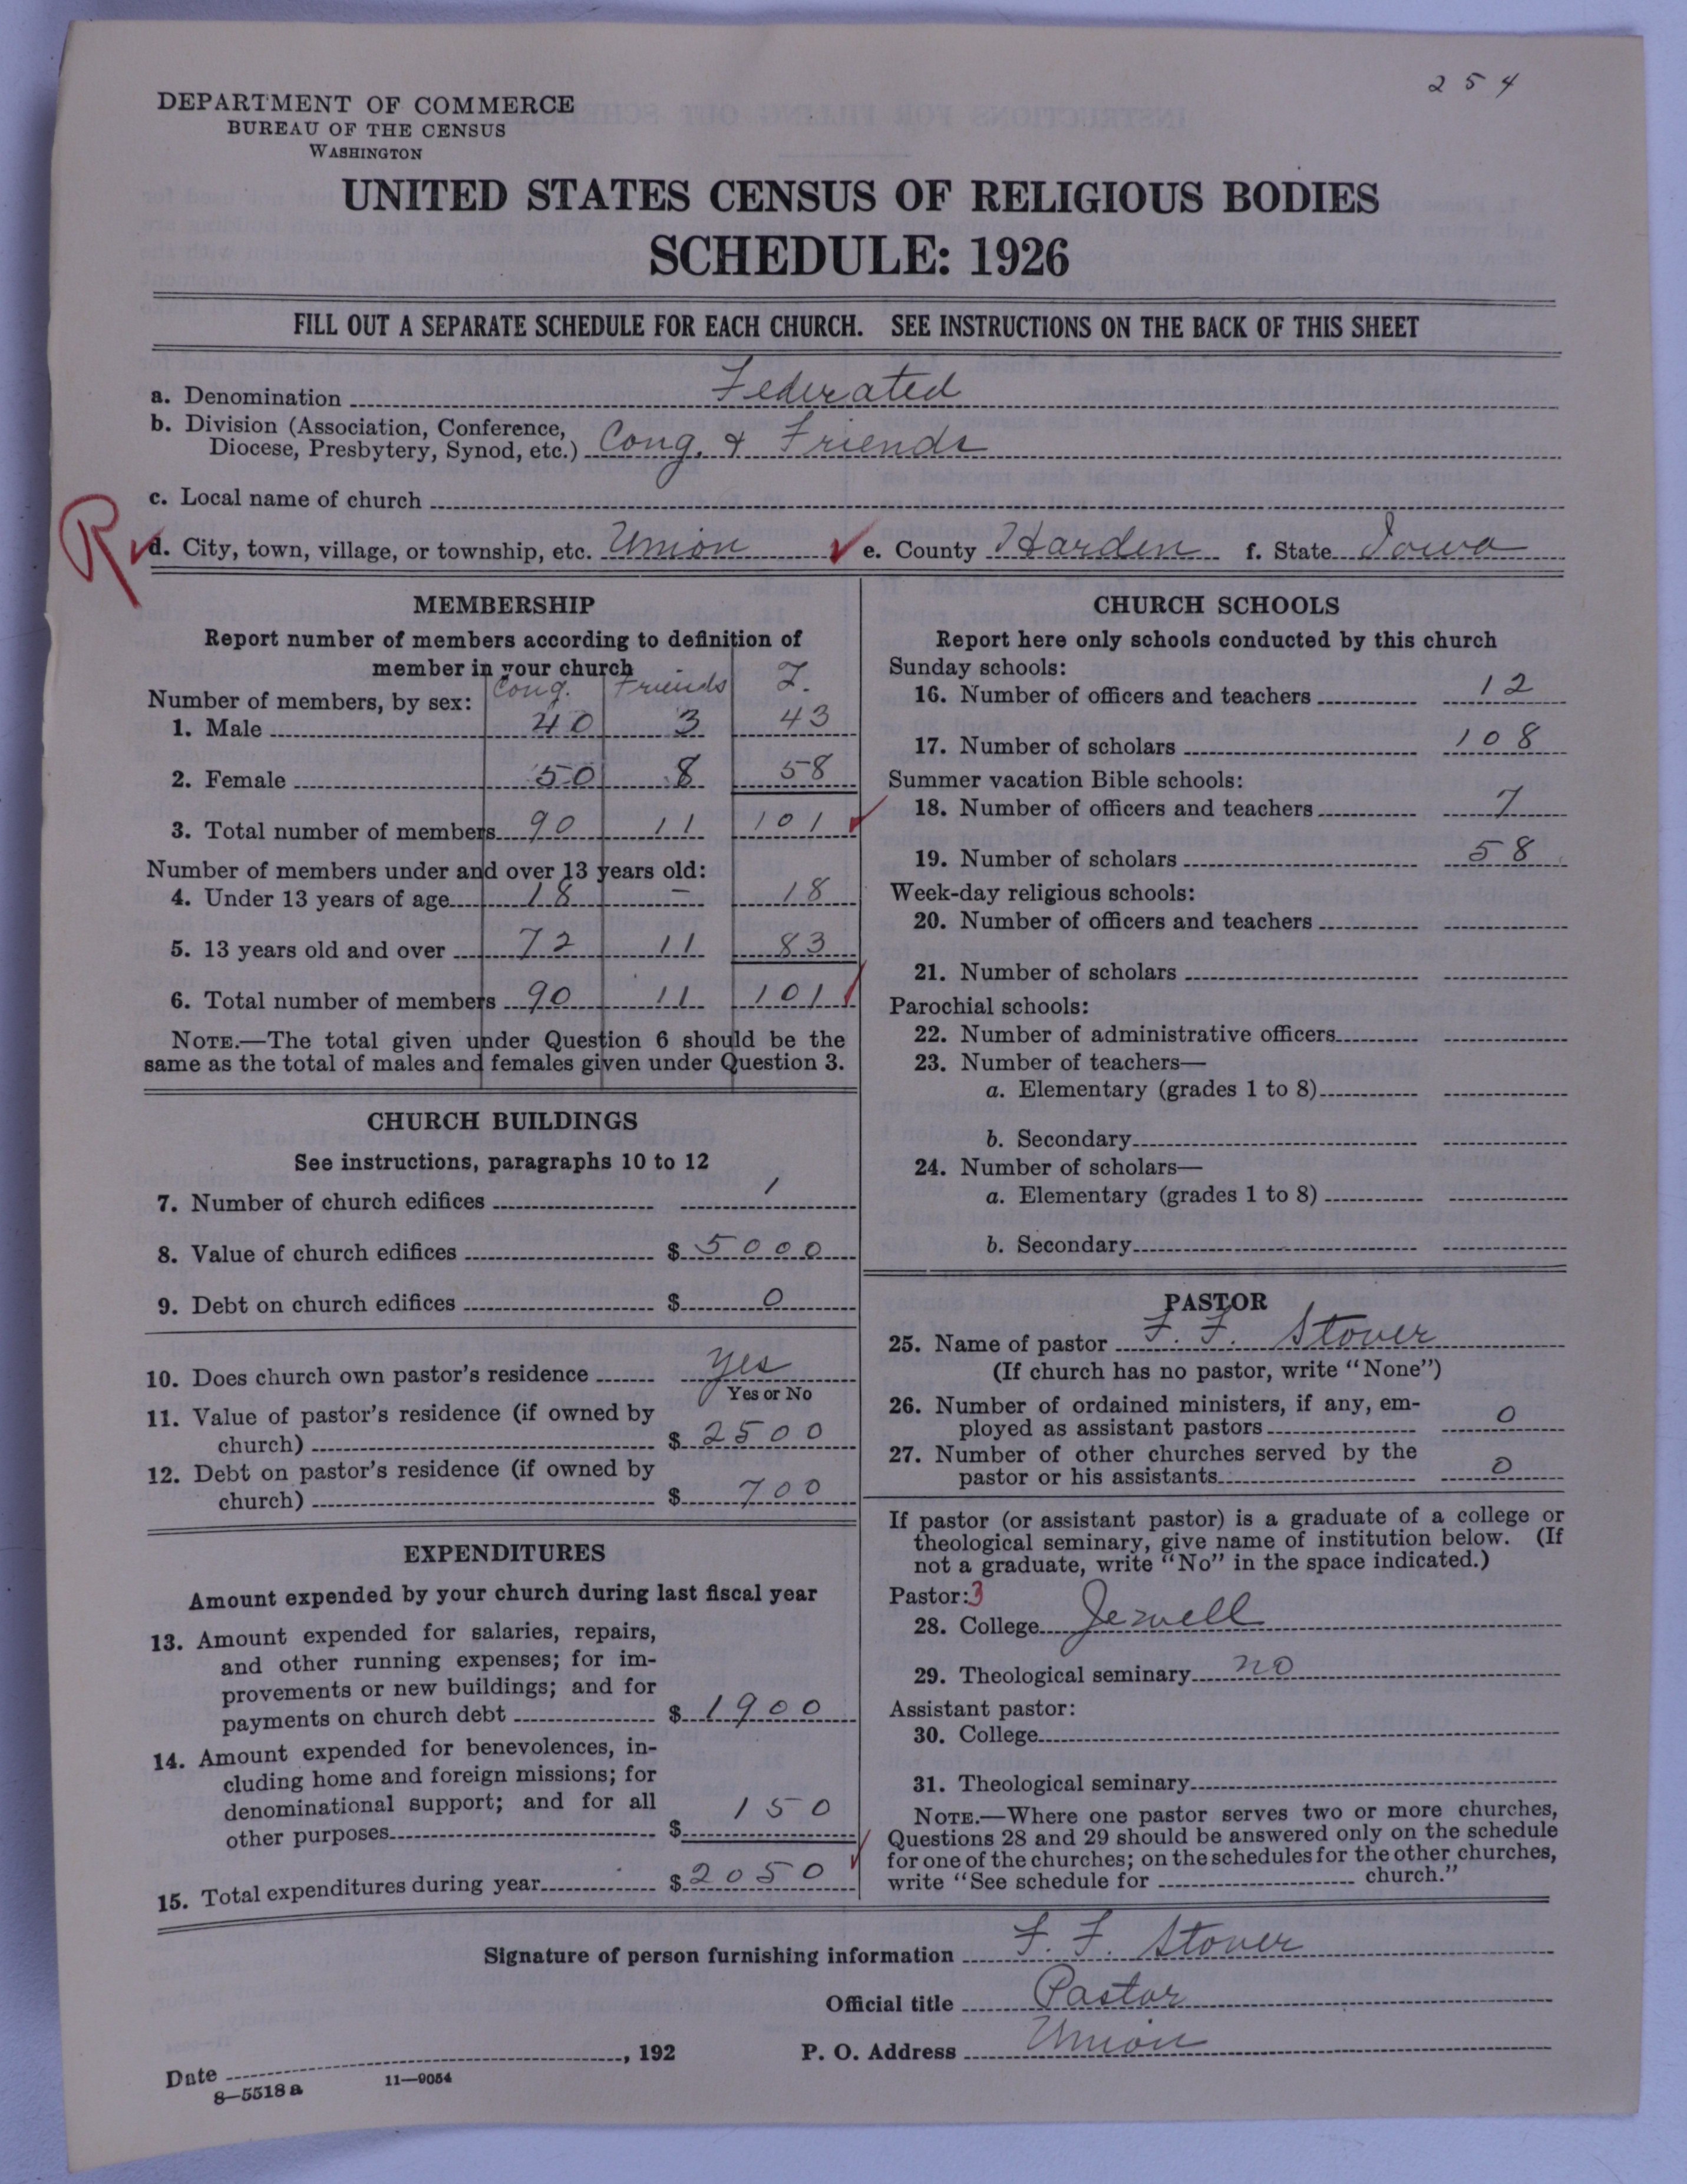 254
DEPARTMENT OF COMMERCE
BUREAU OF THE CENSUS
WASHINGTON
UNITED STATES CENSUS OF RELIGIOUS BODIES
SCHEDULE: 1926
FILL OUT A SEPARATE SCHEDULE FOR EACH CHURCH. SEE INSTRUCTIONS ON THE BACK OF THIS SHEET
a. Denomination Federated
b. Division (Association, Conference,
Diocese, Presbytery, Synod, etc.) Cong. & Friends
c. Local name of church
R
d. City, town, village, or township, etc. Union e. County Harden f. State Iowa
MEMBERSHIP
Report number of members according to definition of
member in your church
Number of members, by sex: Cong. Friends T.
1. Male 40 3 43
2. Female 50 8 58
3. Total number of members 90 11 101
Number of members under and over 13 years old:
4. Under 13 years of age 18 – 18
5. 13 years old and over 72 11 83
6. Total number of members 90 11 101
NOTE.—The total given under Question 6 should be the
same as the total of males and females given under Question 3.
CHURCH BUILDINGS
See instructions, paragraphs 10 to 12
7. Number of church edifices 1
8. Value of church edifices $ 5000
9. Debt on church edifices $ 0
10. Does church own pastor's residence yes
Yes or No
11. Value of pastor's residence (if owned by
church) $ 2500
12. Debt on pastor's residence (if owned by
church) $ 700
EXPENDITURES
Amount expended by your church during last fiscal year
13. Amount expended for salaries, repairs,
and other running expenses; for im-
provements or new buildings; and for
payments on church debt $ 1900
14. Amount expended for benevolences, in-
cluding home and foreign missions; for
denominational support; and for all
other purposes $ 150
15. Total expenditures during year $ 2050
CHURCH SCHOOLS
Report here only schools conducted by this church
Sunday schools:
16. Number of officers and teachers 12
17. Number of scholars 108
Summer vacation Bible schools:
18. Number of officers and teachers 7
19. Number of scholars 58
Week-day religious schools:
20. Number of officers and teachers
21. Number of scholars
Parochial schools:
22. Number of administrative officers
23. Number of teachers—
a. Elementary (grades 1 to 8)
b. Secondary
24. Number of scholars—
a. Elementary (grades 1 to 8)
b. Secondary
PASTOR
25. Name of pastor F. F. Stover
(If church has no pastor, write "None")
26. Number of ordained ministers, if any, em-
ployed as assistant pastors 0
27. Number of other churches served by the
pastor or his assistants 0
If pastor (or assistant pastor) is a graduate of a college or
theological seminary, give name of institution below. (If
not a graduate, write "No" in the space indicated.)
Pastor: 3
28. College Jewell
29. Theological seminary no
Assistant pastor:
30. College
31. Theological seminary
NOTE.—Where one pastor serves two or more churches,
Questions 28 and 29 should be answered only on the schedule
for one of the churches; on the schedules for the other churches,
write "See schedule for church."
Signature of person furnishing information F. F. Stover
Official title Pastor
Date , 192 P. O. Address Union
8—5518 a 11—9054